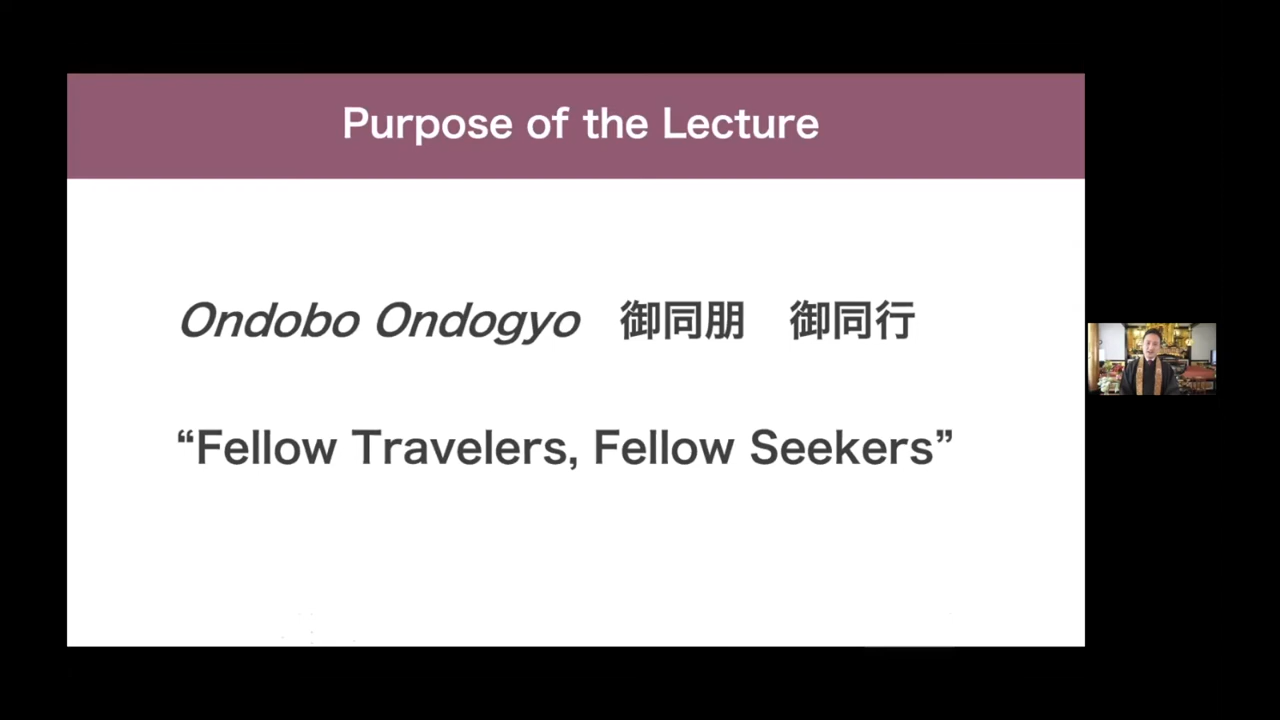 Purpose of the Lecture
Ondobo Ondogyo 御同朋 御同行
“Fellow Travelers, Fellow Seekers”